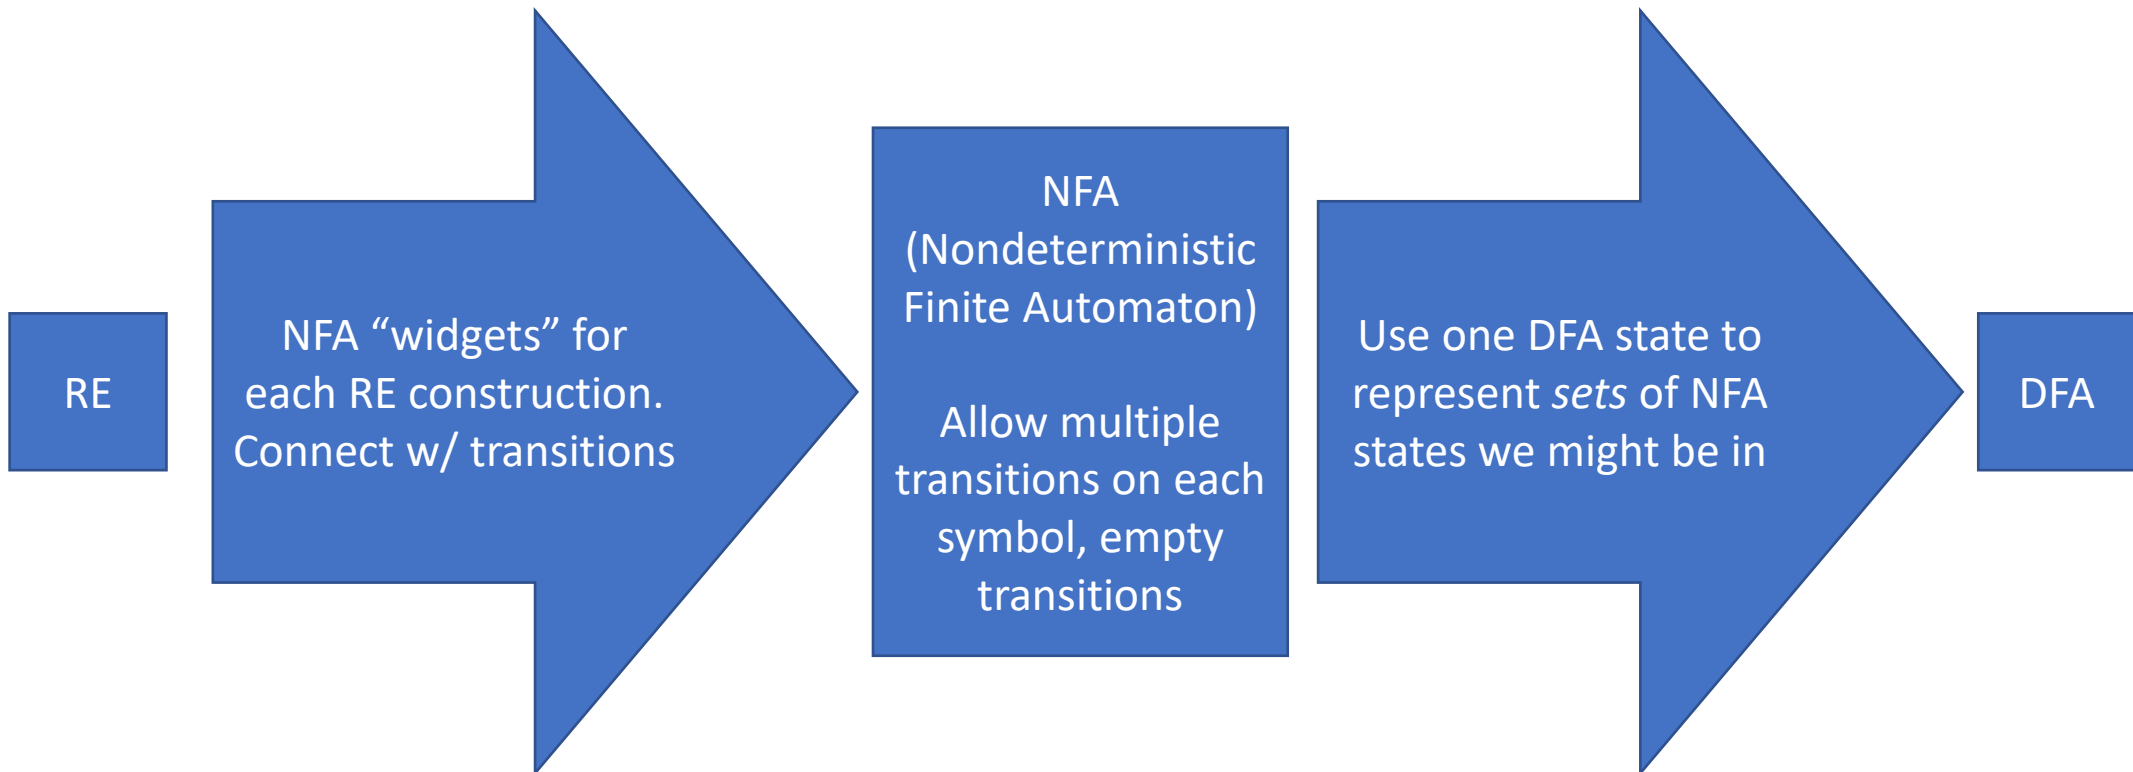 RE
NFA “widgets” for
each RE construction.
Connect w/ transitions
NFA
(Nondeterministic
Finite Automaton)
Allow multiple
transitions on each
symbol, empty
transitions
Use one DFA state to
represent sets of NFA
states we might be in
DFA